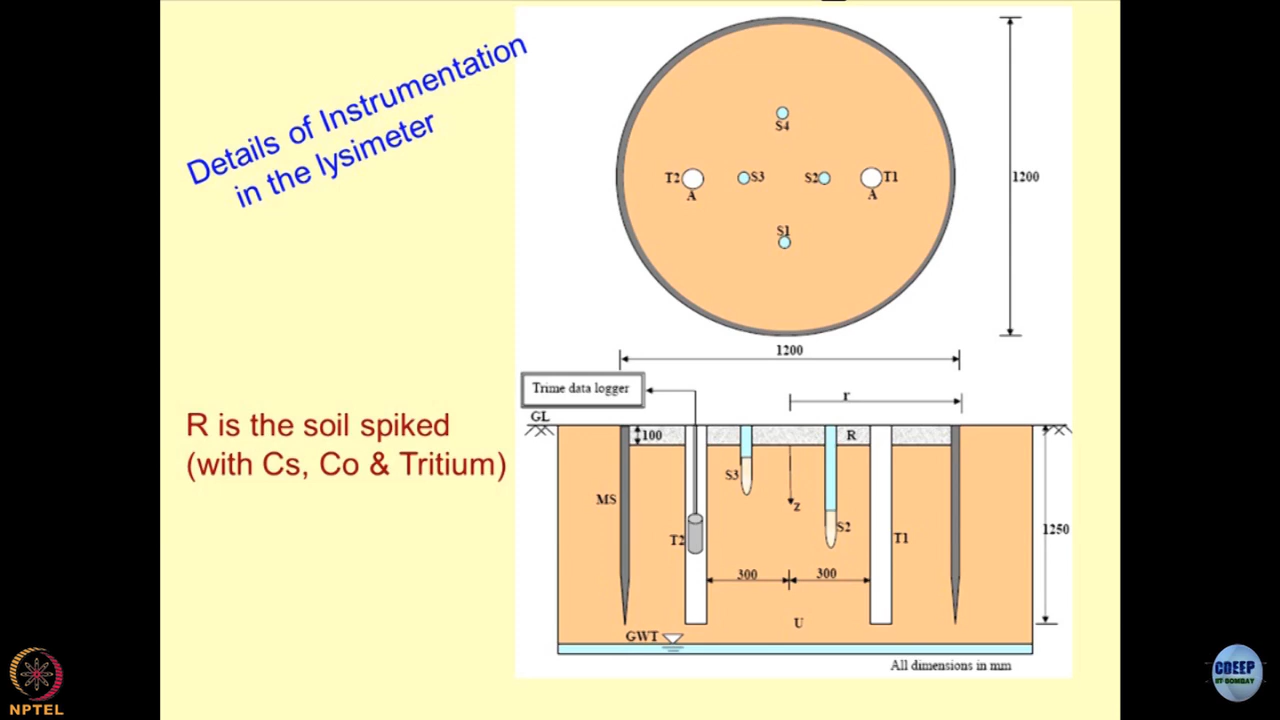 Details of Instrumentation
in the lysimeter
S4
T2
S3
S2
T1
A
A
S1
1200
1200
Trime data logger
r
GL
100
R
S3
MS
z
S2
1250
T2
T1
300
300
U
GWT
All dimensions in mm
R is the soil spiked
(with Cs, Co & Tritium)
NPTEL
CDEEP
IIT BOMBAY